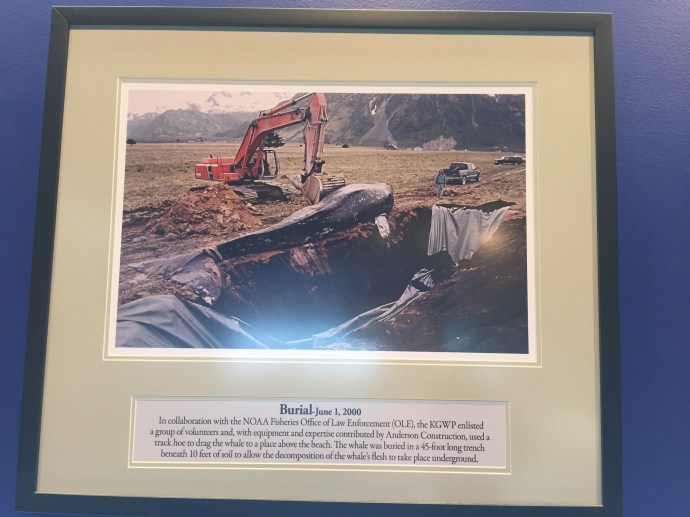 Burial-June 1, 2000
In collaboration with the NOAA Fisheries Office of Law Enforcement (OLE), the KGWP enlisted
a group of volunteers and, with equipment and expertise contributed by Anderson Construction, used a
track hoe to drag the whale to a place above the beach. The whale was buried in a 45-foot long trench
beneath 10 feet of soil to allow the decomposition of the whale's flesh to take place underground.